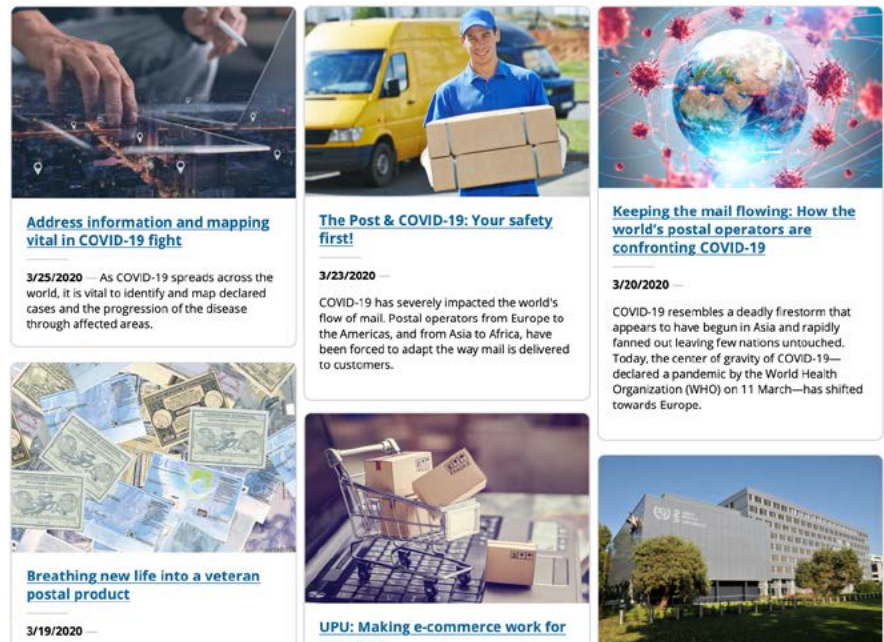 Address information and mapping
vital in COVID-19 fight
3/25/2020 — As COVID-19 spreads across the
world, it is vital to identify and map declared
cases and the progression of the disease
through affected areas.
The Post & COVID-19: Your safety
first!
3/23/2020 —
COVID-19 has severely impacted the world's
flow of mail. Postal operators from Europe to
the Americas, and from Asia to Africa, have
been forced to adapt the way mail is delivered
to customers.
Keeping the mail flowing: How the
world's postal operators are
confronting COVID-19
3/20/2020 —
COVID-19 resembles a deadly firestorm that
appears to have begun in Asia and rapidly
fanned out leaving few nations untouched.
Today, the center of gravity of COVID-19—
declared a pandemic by the World Health
Organization (WHO) on 11 March—has shifted
towards Europe.
Breathing new life into a veteran
postal product
3/19/2020 —
UPU: Making e-commerce work for